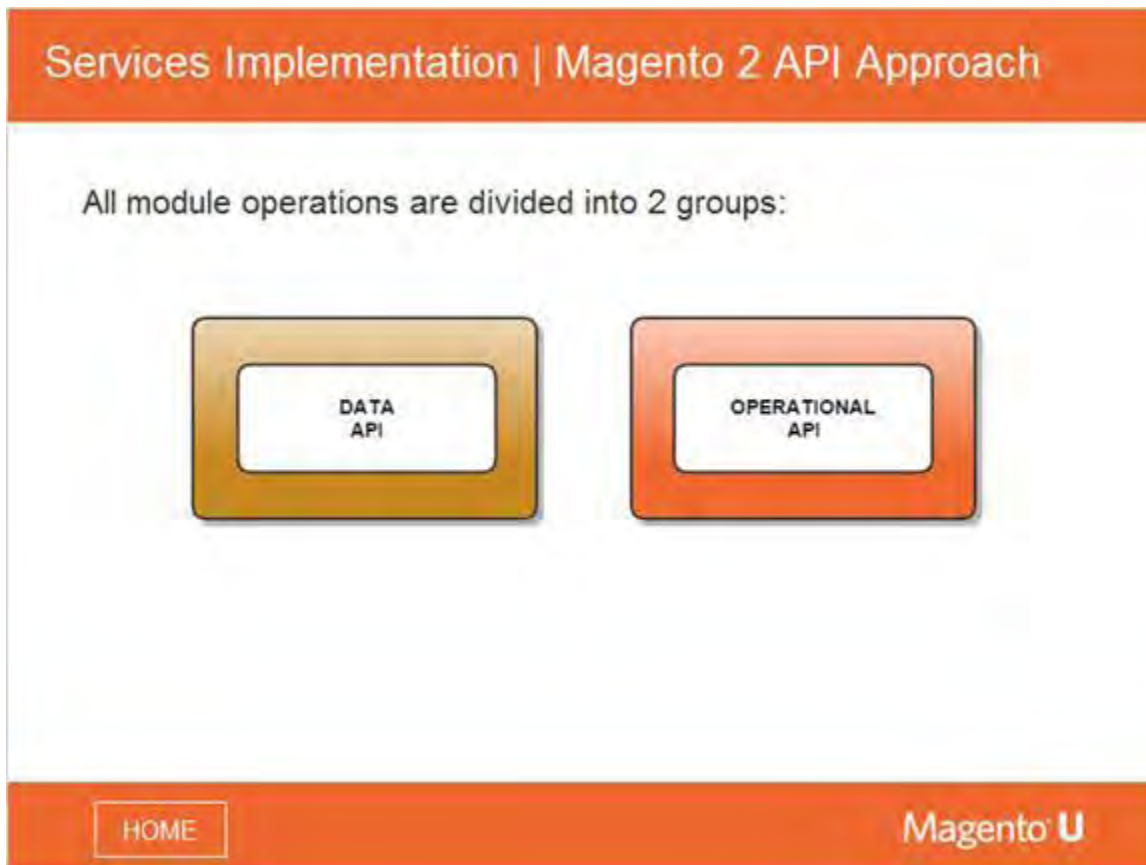 Services Implementation | Magento 2 API Approach
All module operations are divided into 2 groups:
DATA
API
OPERATIONAL
API
HOME
Magento U